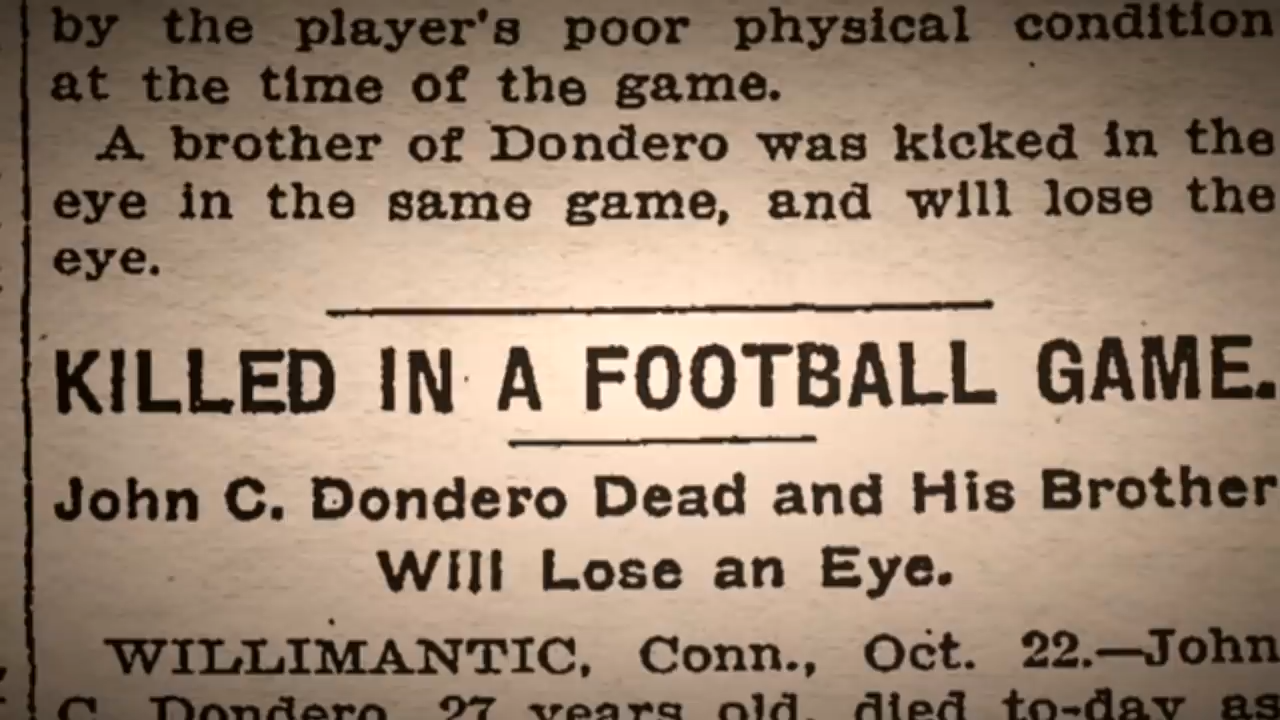 by the player's poor physical condition
at the time of the game.
A brother of Dondero was kicked in the
eye in the same game, and will lose the
eye.
KILLED IN A FOOTBALL GAME.
John C. Dondero Dead and His Brother
Will Lose an Eye.
WILLIMANTIC, Conn., Oct. 22.—John
C. Dondero, 27 years old, died to-day as